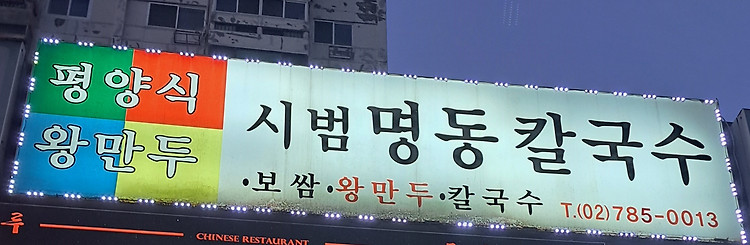 평양식
왕만두
시범명동칼국수
·보쌈·왕만두·칼국수 T.(02)785-0013
루
CHINESE RESTAURANT